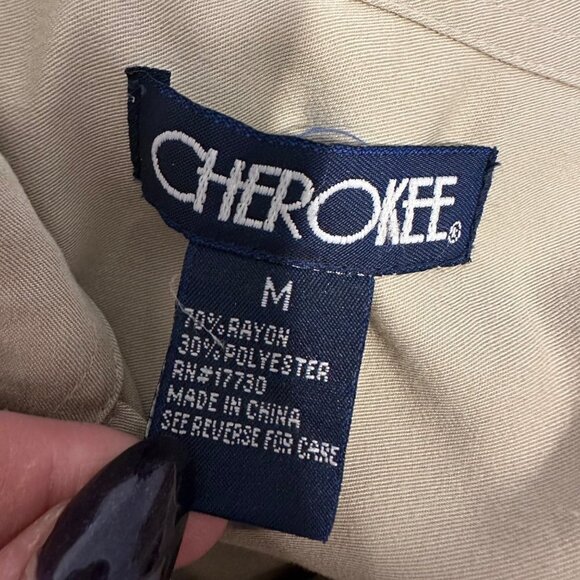 CHEROKEE®
M
70% RAYON
30% POLYESTER
RN#17730
MADE IN CHINA
SEE REVERSE FOR CARE